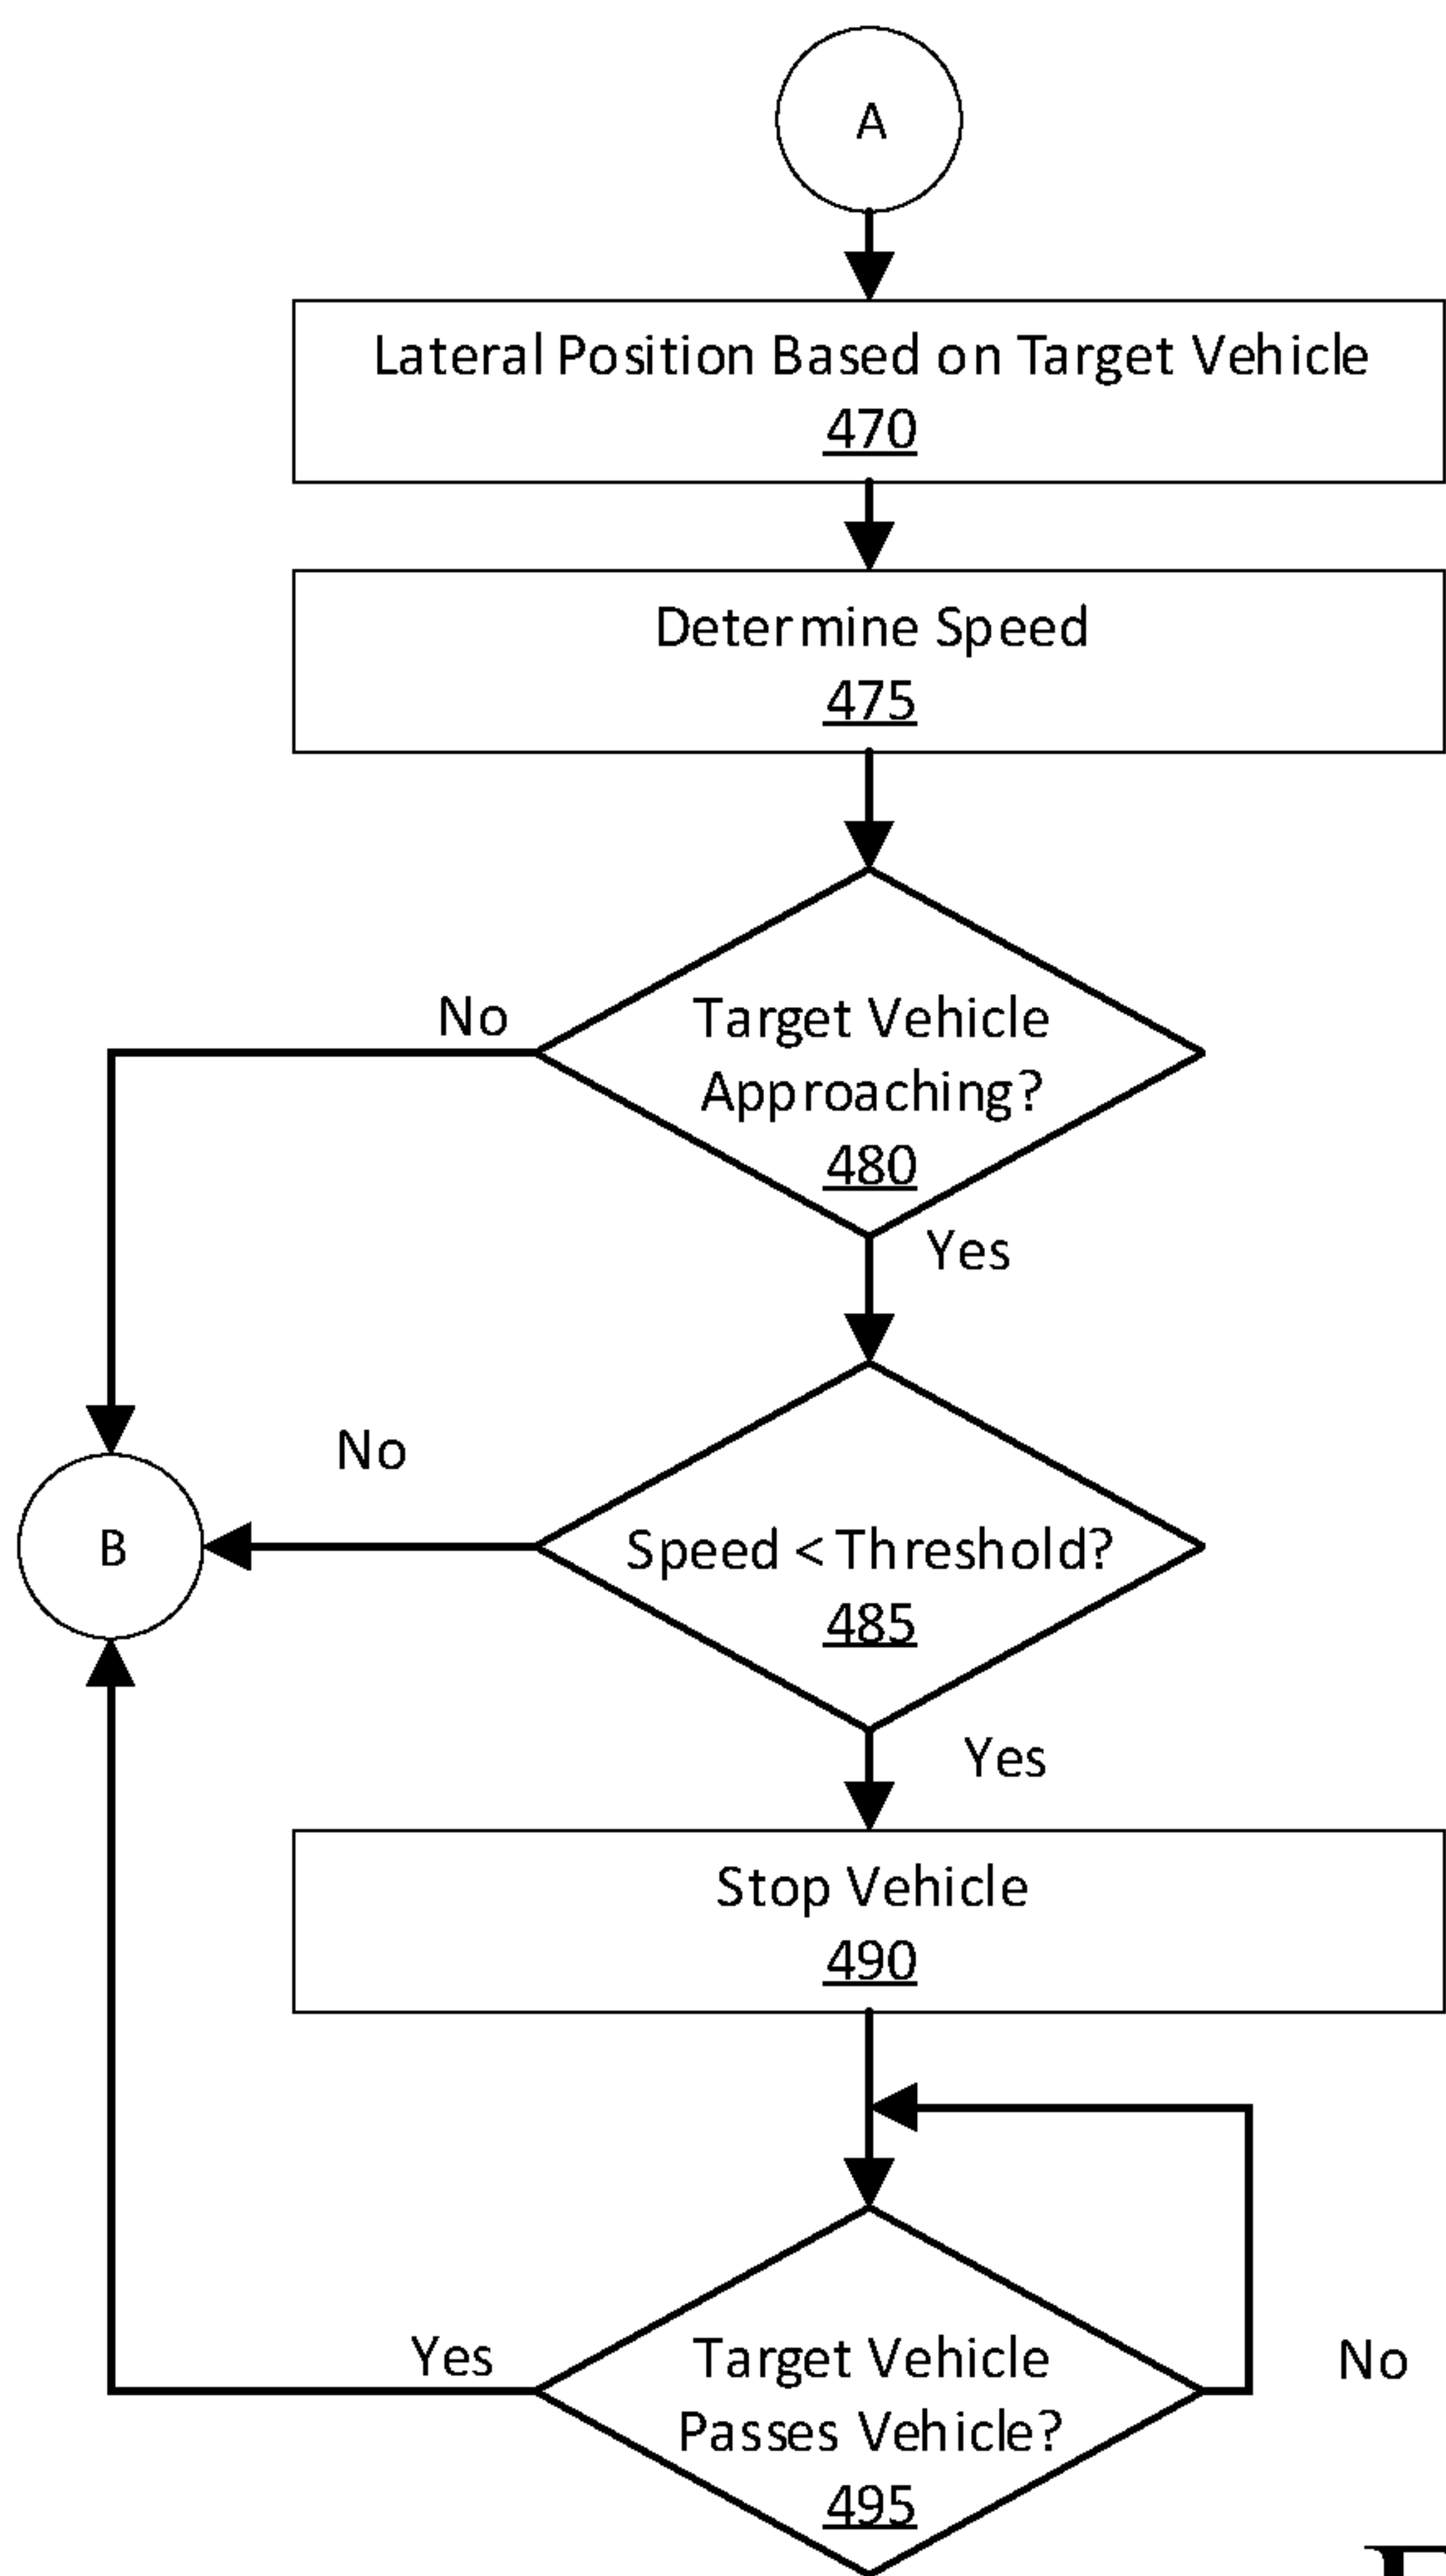 A
Lateral Position Based on Target Vehicle
470
Determine Speed
475
No
Target Vehicle
Approaching?
480
Yes
No
B
Speed < Threshold?
485
Yes
Stop Vehicle
490
Yes
Target Vehicle
Passes Vehicle?
495
No